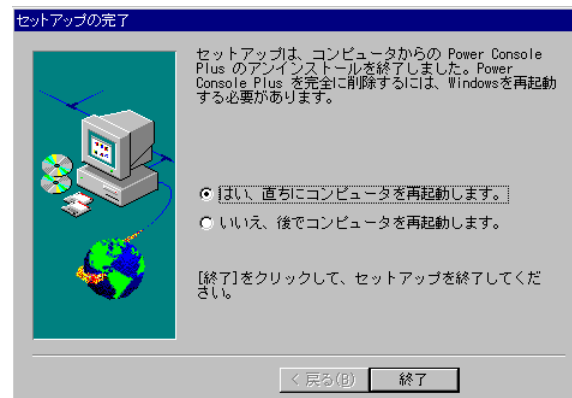 セットアップの完了
セットアップは、コンピュータからの Power Console
Plus のアンインストールを終了しました。Power
Console Plus を完全に削除するには、Windowsを再起動
する必要があります。
はい、直ちにコンピュータを再起動します。
いいえ、後でコンピュータを再起動します。
[終了]をクリックして、セットアップを終了してくだ
さい。
< 戻る(B)
終了